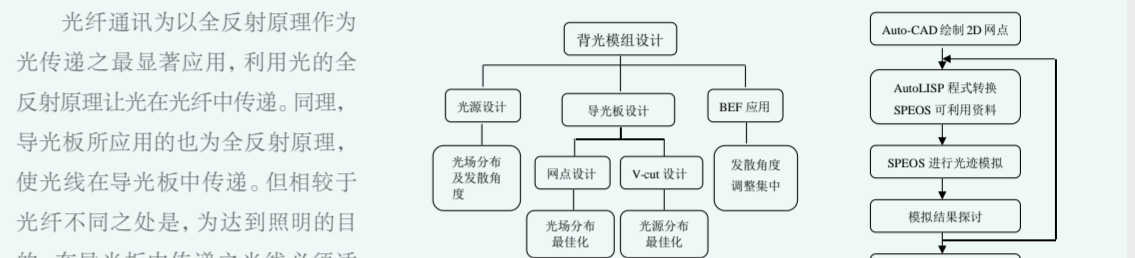 光纤通讯为以全反射原理作为
光传递之最显著应用，利用光的全
反射原理让光在光纤中传递。同理，
导光板所应用的也为全反射原理，
使光线在导光板中传递。但相较于
光纤不同之处是，为达到照明的目
背光模组设计
光源设计
导光板设计
BEF 应用
光场分布
及发散角
度
网点设计
V-cut 设计
发散角度
调整集中
光场分布
最佳化
光源分布
最佳化
Auto-CAD 绘制 2D 网点
AutoLISP 程式转换
SPEOS 可利用资料
SPEOS 进行光迹模拟
模拟结果探讨